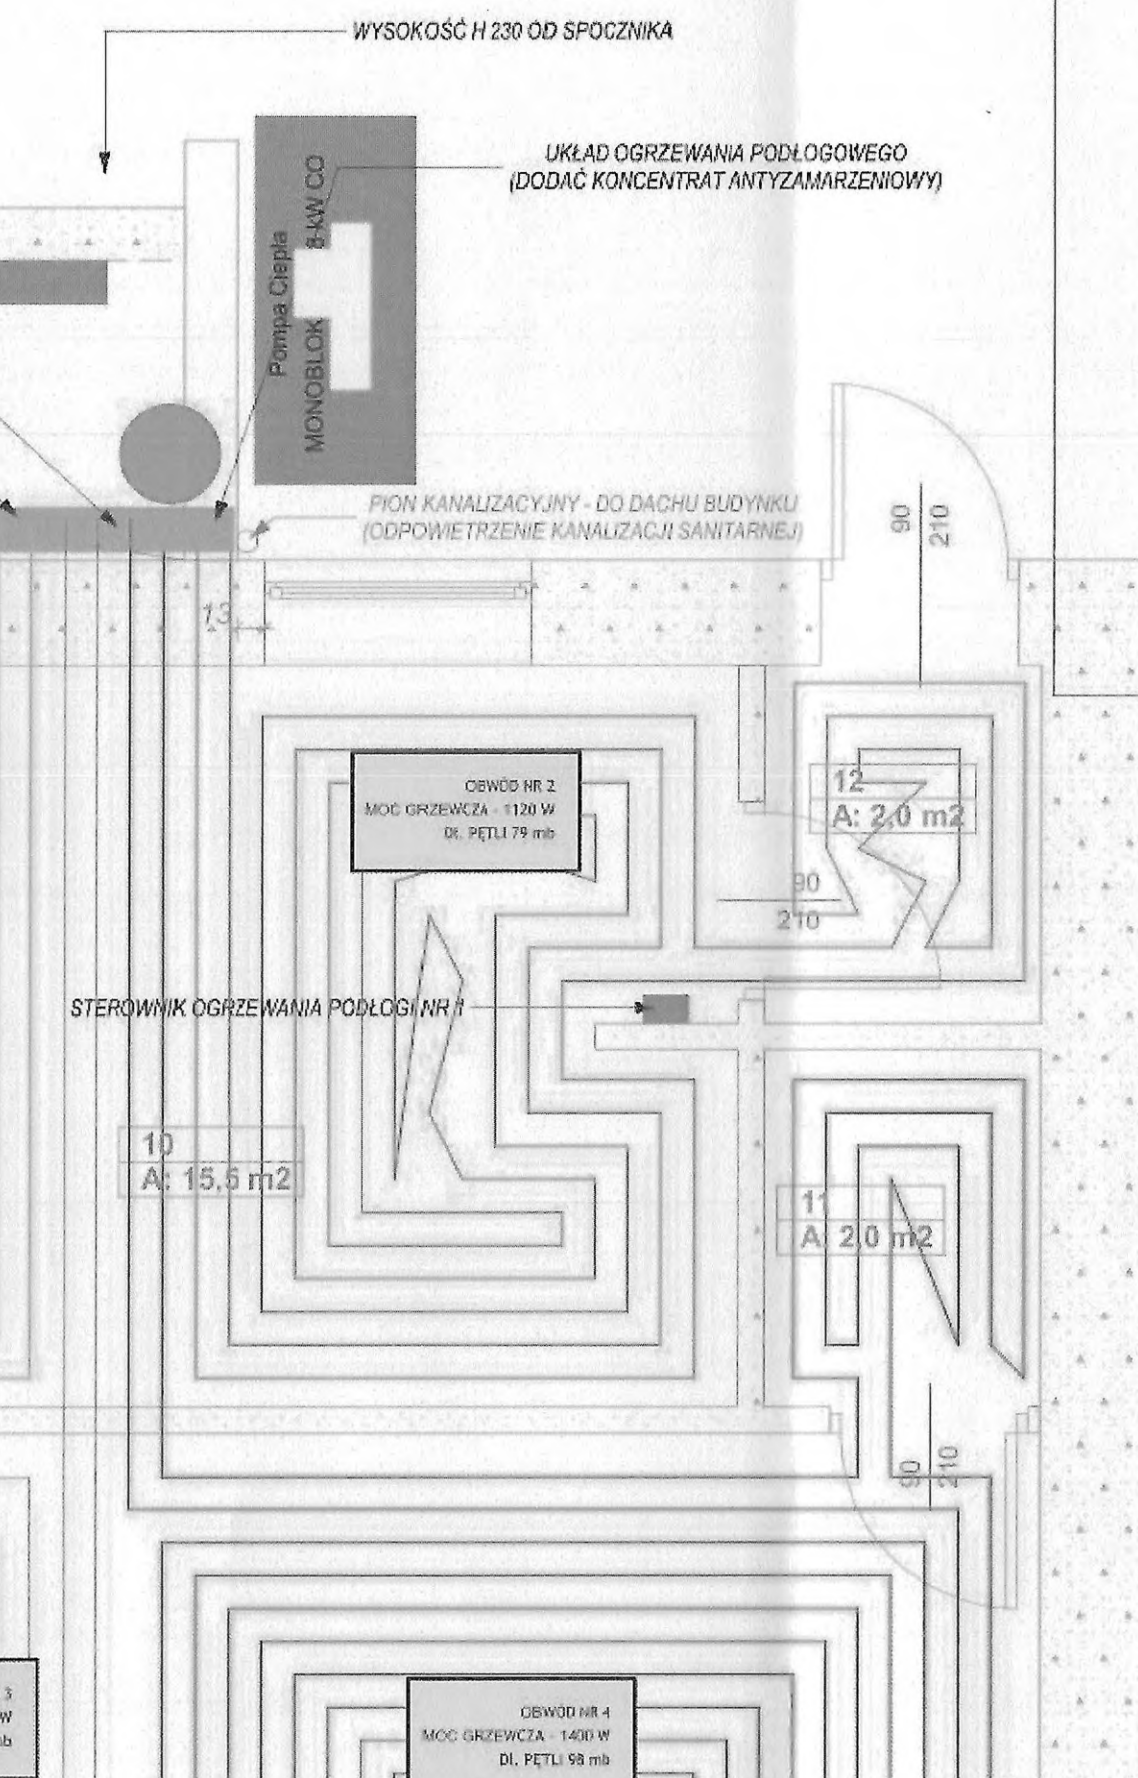 WYSOKOŚĆ H 230 OD SPOCZNIKA
UKŁAD OGRZEWANIA PODŁOGOWEGO
(DODAĆ KONCENTRAT ANTYZAMARZENIOWY)
Pompa Ciepła
MONOBLOK 8 kW CO
PION KANALIZACYJNY - DO DACHU BUDYNKU
(ODPOWIETRZENIE KANALIZACJI SANITARNEJ)
90
210
13
OBWÓD NR 2
MOC GRZEWCZA - 1120 W
Dł. PĘTLI 79 mb
12
A: 2,0 m2
90
210
STEROWNIK OGRZEWANIA PODŁOGI NR 1
10
A: 15,5 m2
11
A: 2,0 m2
90
210
3
W
mb
OBWÓD NR 4
MOC GRZEWCZA - 1400 W
Dł. PĘTLI 98 mb